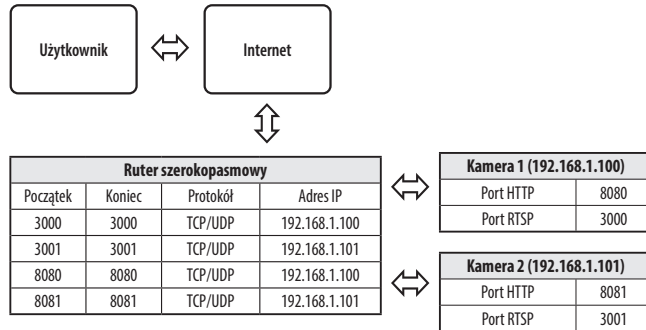 Użytkownik
Internet
Ruter szerokopasmowy
Początek Koniec Protokół Adres IP
3000 3000 TCP/UDP 192.168.1.100
3001 3001 TCP/UDP 192.168.1.101
8080 8080 TCP/UDP 192.168.1.100
8081 8081 TCP/UDP 192.168.1.101
Kamera 1 (192.168.1.100)
Port HTTP 8080
Port RTSP 3000
Kamera 2 (192.168.1.101)
Port HTTP 8081
Port RTSP 3001